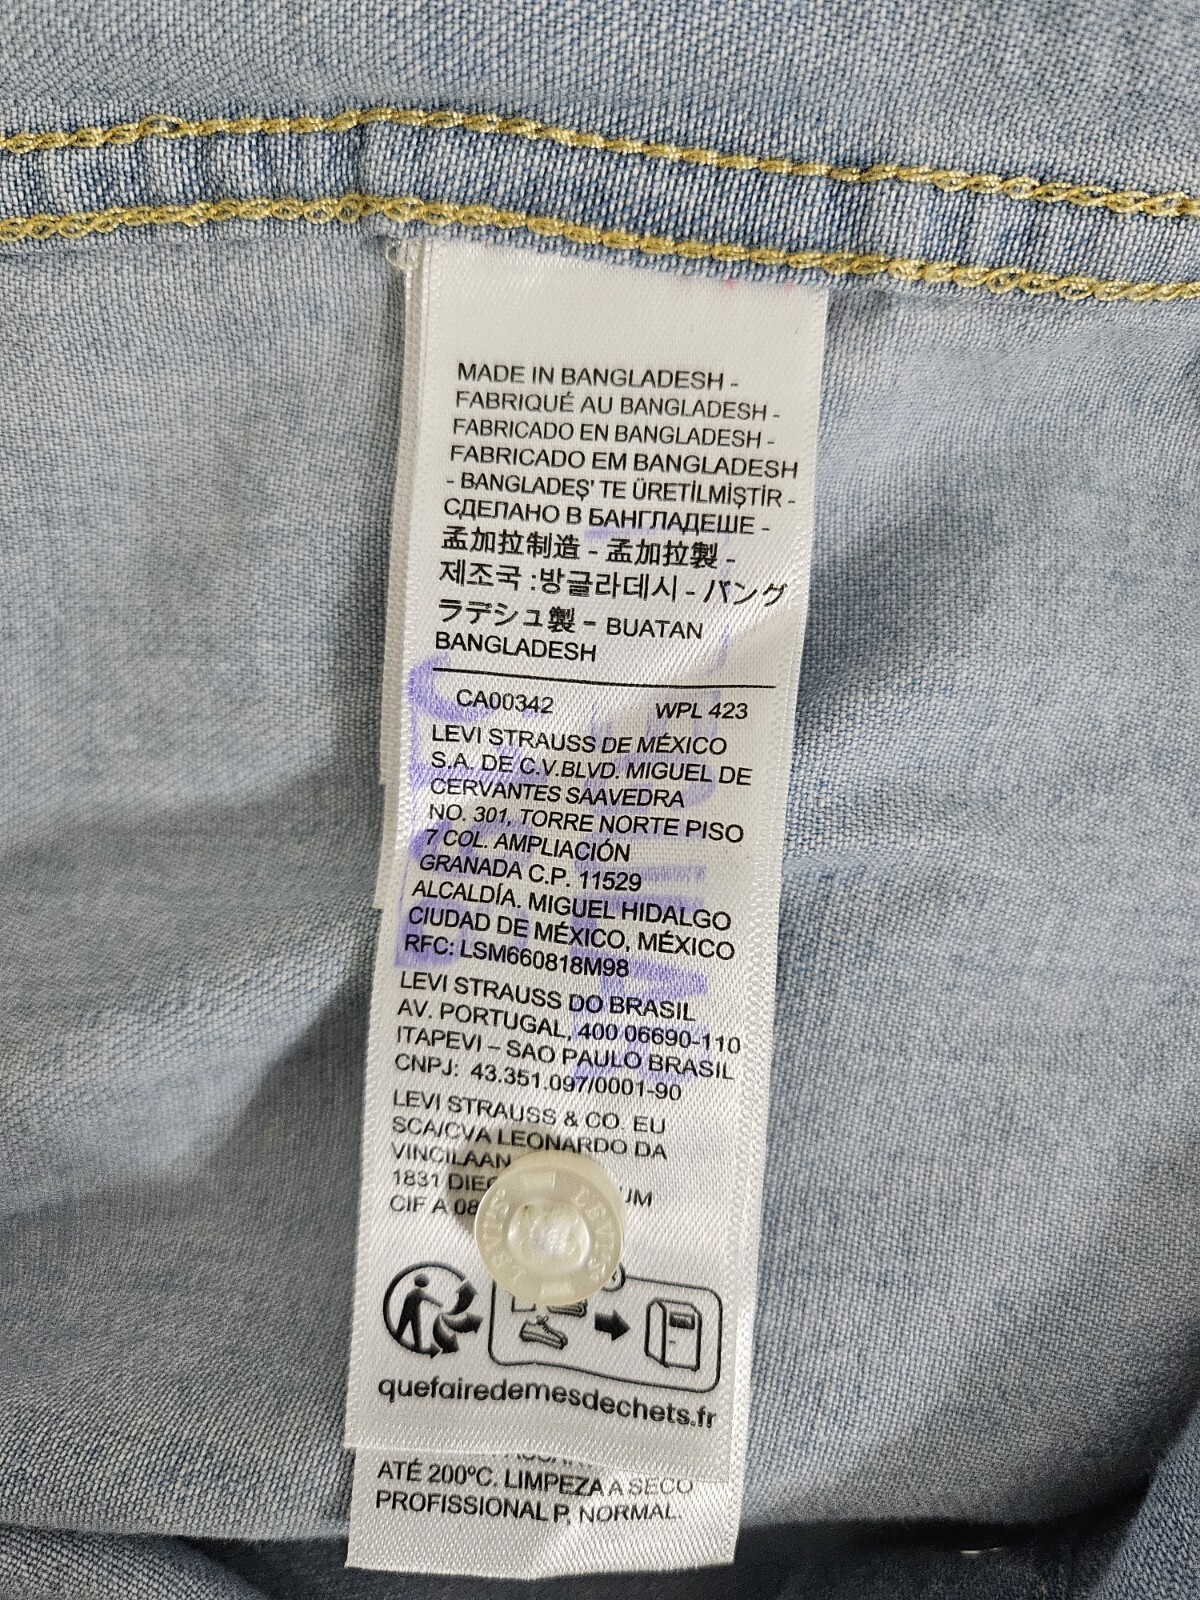 MADE IN BANGLADESH -
FABRIQUÉ AU BANGLADESH -
FABRICADO EN BANGLADESH -
FABRICADO EM BANGLADESH
- BANGLADEŞ' TE ÜRETİLMİŞTİR -
СДЕЛАНО В БАНГЛАДЕШЕ -
孟加拉制造 - 孟加拉製 -
제조국 :방글라데시 - バング
ラデシュ製 - BUATAN
BANGLADESH
CA00342 WPL 423
LEVI STRAUSS DE MÉXICO
S.A. DE C.V.BLVD. MIGUEL DE
CERVANTES SAAVEDRA
NO. 301, TORRE NORTE PISO
7 COL. AMPLIACIÓN
GRANADA C.P. 11529
ALCALDÍA. MIGUEL HIDALGO
CIUDAD DE MÉXICO, MÉXICO
RFC: LSM660818M98
LEVI STRAUSS DO BRASIL
AV. PORTUGAL, 400 06690-110
ITAPEVI – SAO PAULO BRASIL
CNPJ: 43.351.097/0001-90
LEVI STRAUSS & CO. EU
SCA/CVA LEONARDO DA
VINCILAAN
1831
CIF A 08
LEVI'S LEVI'S
quefairedemesdechets.fr
ATÉ 200ºC. LIMPEZA A SECO
PROFISSIONAL P, NORMAL.